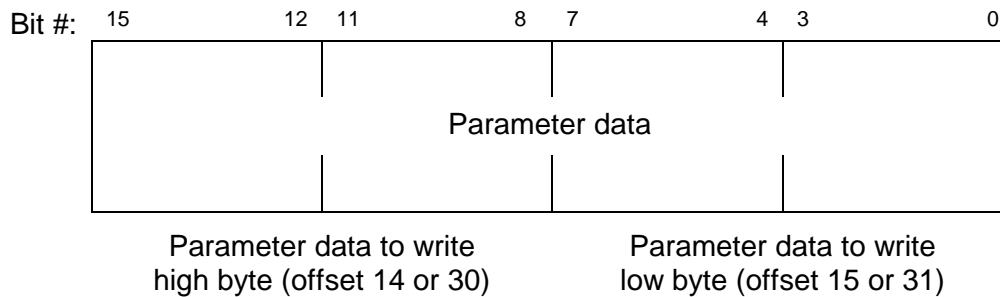 Bit #: 15 12 11 8 7 4 3 0
Parameter data
Parameter data to write
high byte (offset 14 or 30)
Parameter data to write
low byte (offset 15 or 31)